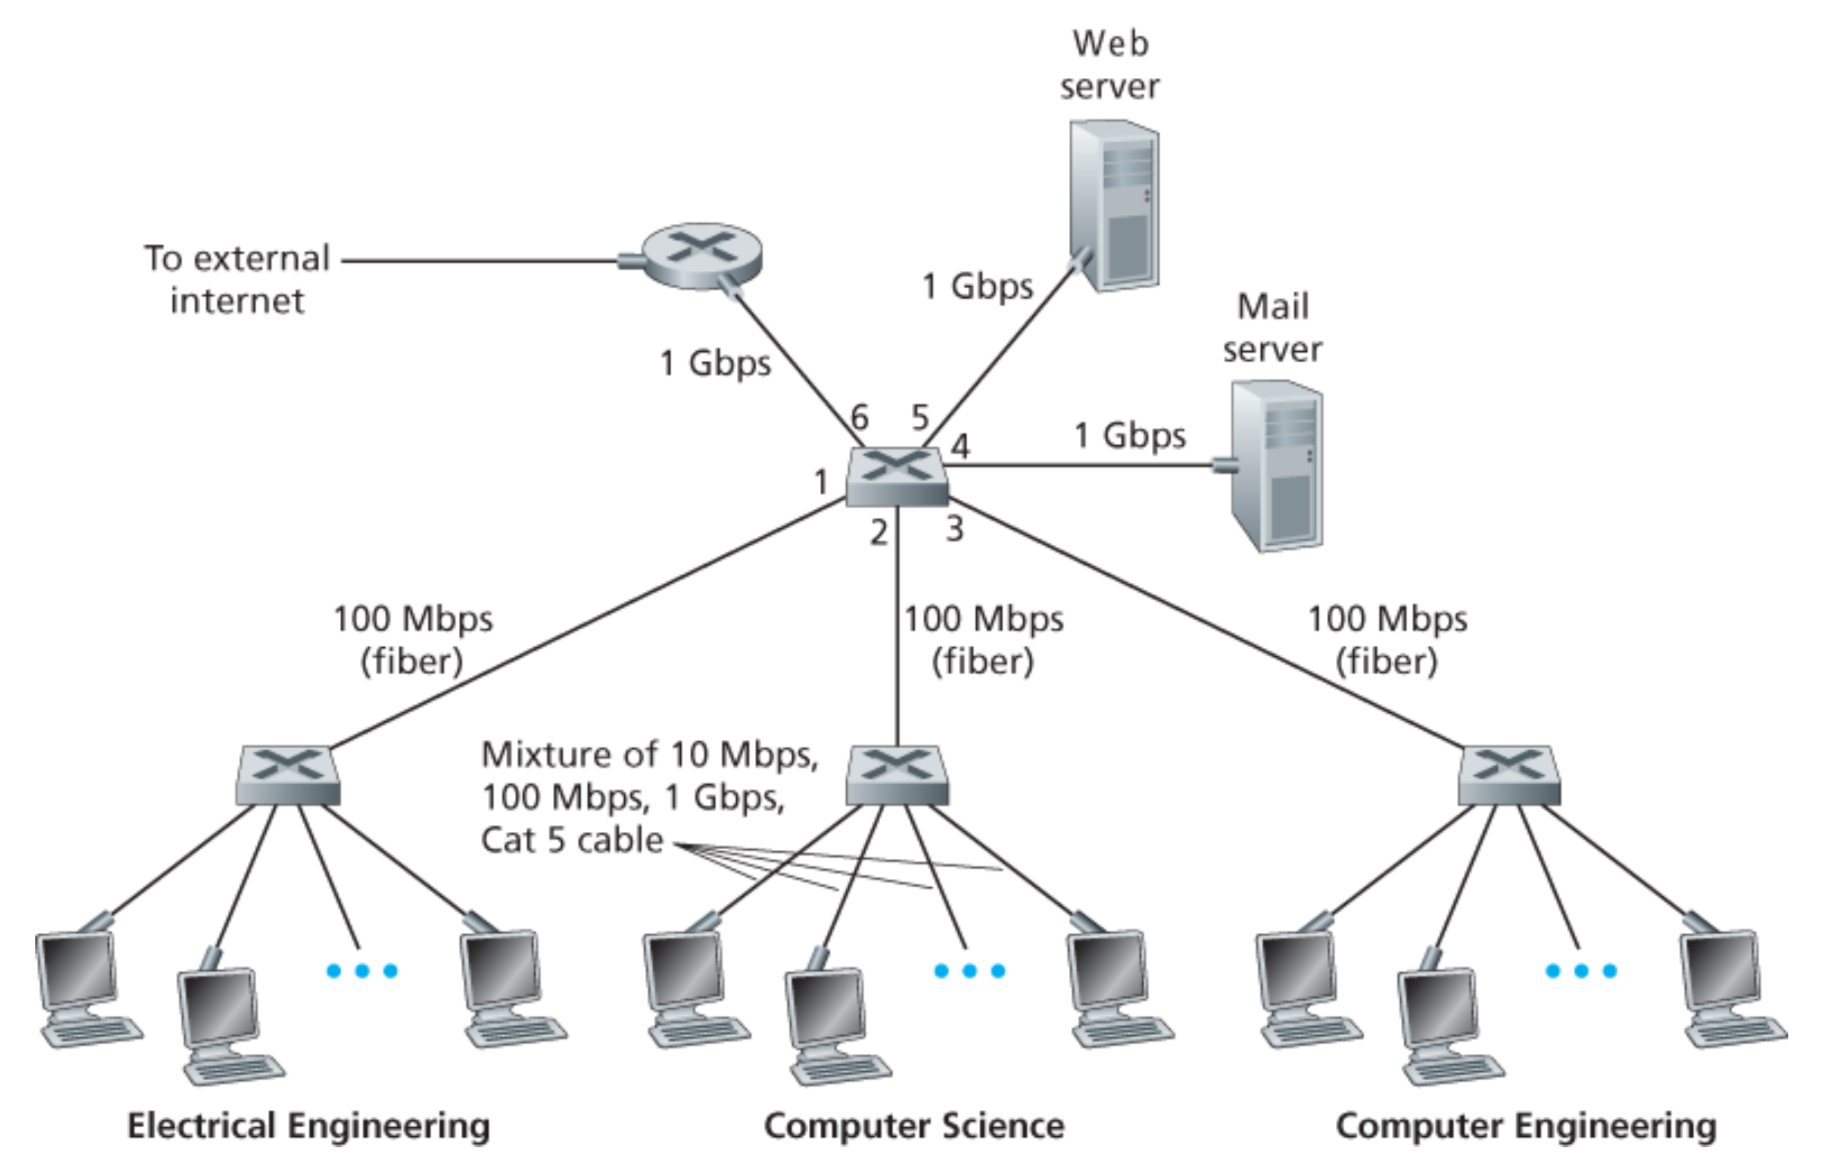 Web
server
To external
internet
1 Gbps
1 Gbps
Mail
server
1 Gbps
6
5
4
1
2
3
100 Mbps
(fiber)
100 Mbps
(fiber)
100 Mbps
(fiber)
Mixture of 10 Mbps,
100 Mbps, 1 Gbps,
Cat 5 cable
Electrical Engineering
Computer Science
Computer Engineering